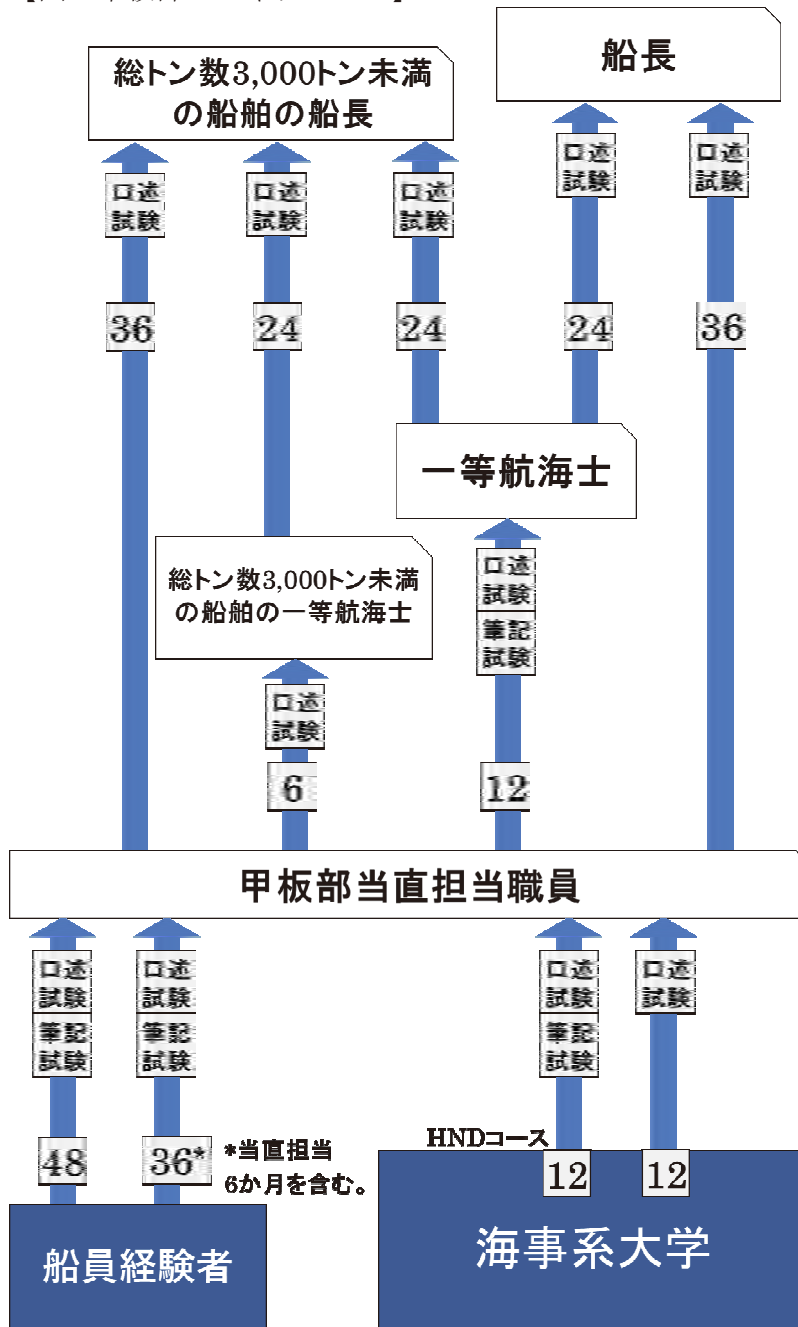 船長
総トン数3,000トン未満
の船舶の船長
口述
試験
口述
試験
口述
試験
口述
試験
口述
試験
36
24
24
24
36
一等航海士
総トン数3,000トン未満
の船舶の一等航海士
口述
試験
筆記
試験
口述
試験
6
12
甲板部当直担当職員
口述
試験
筆記
試験
口述
試験
筆記
試験
口述
試験
筆記
試験
口述
試験
48
36*
*当直担当
6か月を含む。
HNDコース
12
12
船員経験者
海事系大学